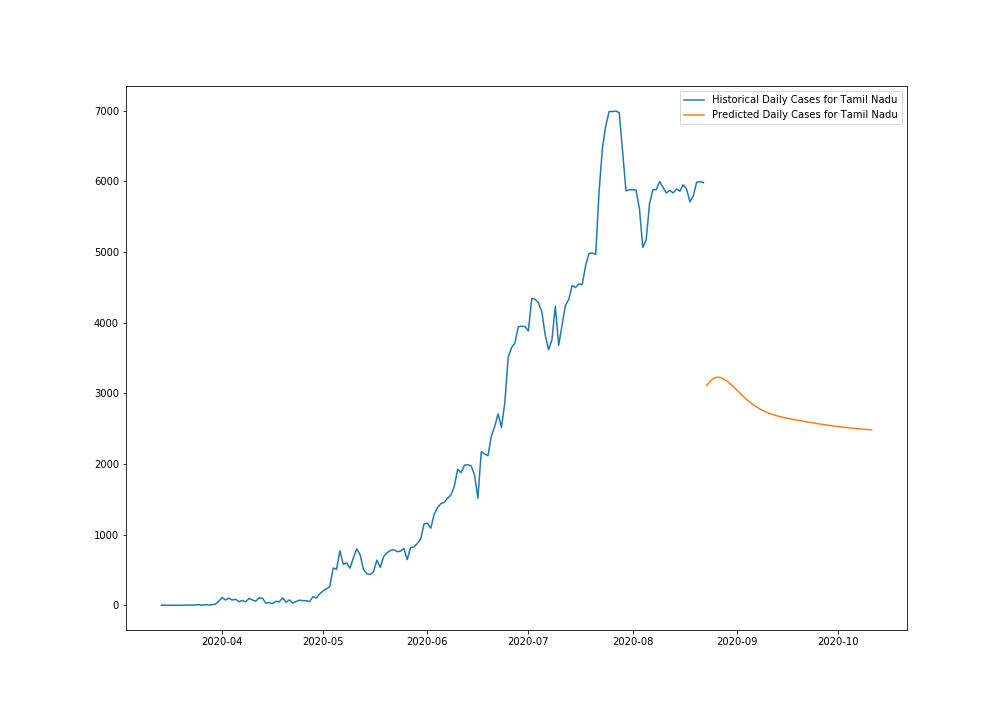 Historical Daily Cases for Tamil Nadu
Predicted Daily Cases for Tamil Nadu
7000
6000
5000
4000
3000
2000
1000
0
2020-04 2020-05 2020-06 2020-07 2020-08 2020-09 2020-10